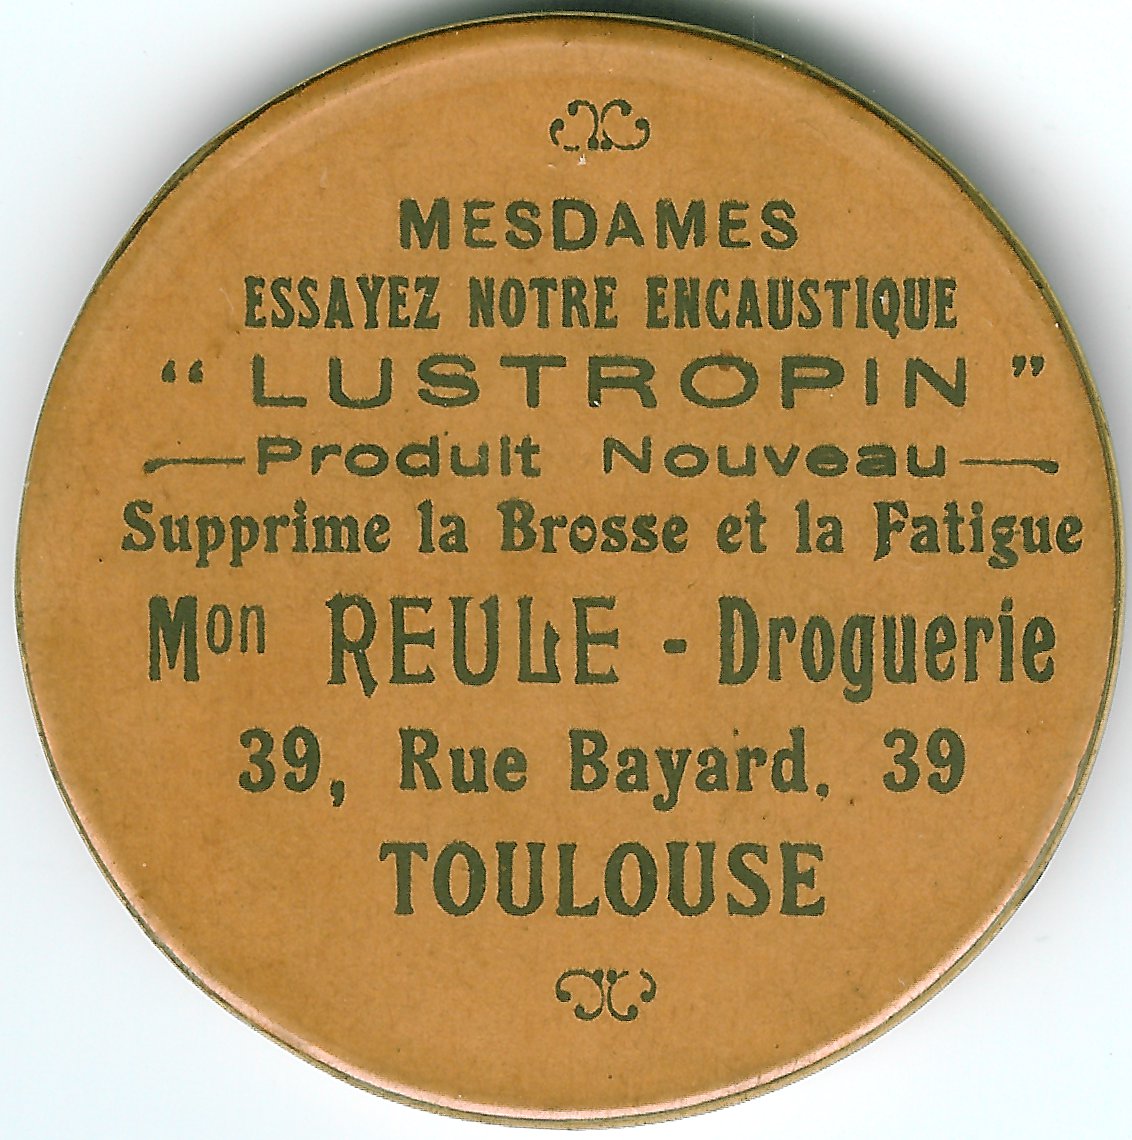 MESDAMES
ESSAYEZ NOTRE ENCAUSTIQUE
“ LUSTROPIN ”
Produit Nouveau
Supprime la Brosse et la Fatigue
Mon REULE - Droguerie
39, Rue Bayard, 39
TOULOUSE